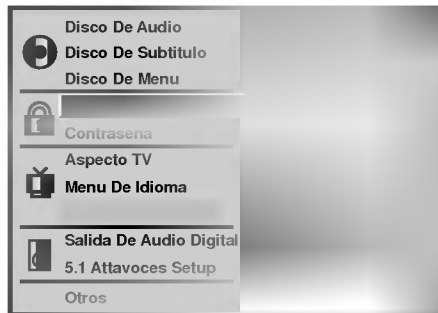 Disco De Audio
Disco De Subtitulo
Disco De Menu
Contrasena
Aspecto TV
Menu De Idioma
Salida De Audio Digital
5.1 Attavoces Setup
Otros